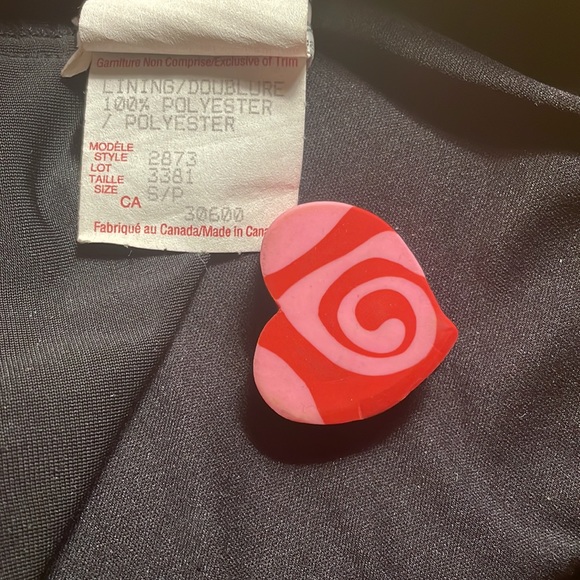 Garniture Non Comprise/Exclusive of Trim
LINING/DOUBLURE
100% POLYESTER
/ POLYESTER
MODÈLE
STYLE 2873
LOT 3381
TAILLE
SIZE S/P
CA 30600
Fabriqué au Canada/Made in Cana